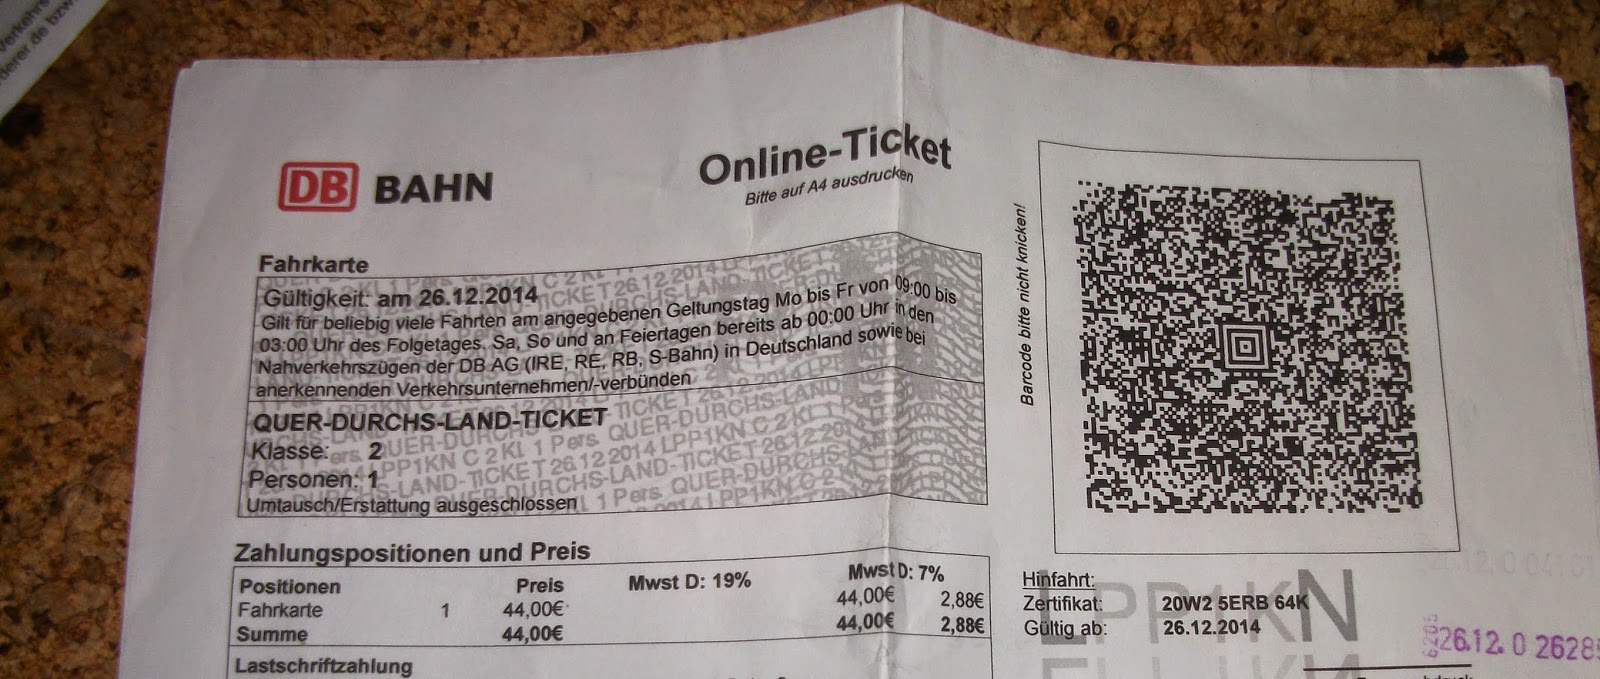 DB BAHN
Online-Ticket
Bitte auf A4 ausdrucken
Barcode bitte nicht knicken!
Fahrkarte
Gültigkeit: am 26.12.2014
Gilt für beliebig viele Fahrten am angegebenen Geltungstag Mo bis Fr von 09:00 bis
03:00 Uhr des Folgetages. Sa, So und an Feiertagen bereits ab 00:00 Uhr in den
Nahverkehrszügen der DB AG (IRE, RE, RB, S-Bahn) in Deutschland sowie bei
anerkennenden Verkehrsunternehmen/-verbünden
QUER-DURCHS-LAND-TICKET
Klasse: 2
Personen: 1
Umtausch/Erstattung ausgeschlossen
Zahlungspositionen und Preis
Positionen Preis Mwst D: 19% Mwst D: 7%
Fahrkarte 1 44,00€ 44,00€ 2,88€
Summe 44,00€ 44,00€ 2,88€
Lastschriftzahlung
Hinfahrt:
Zertifikat: 20W2 5ERB 64K
Gültig ab: 26.12.2014
LPP1KN
26.12.0